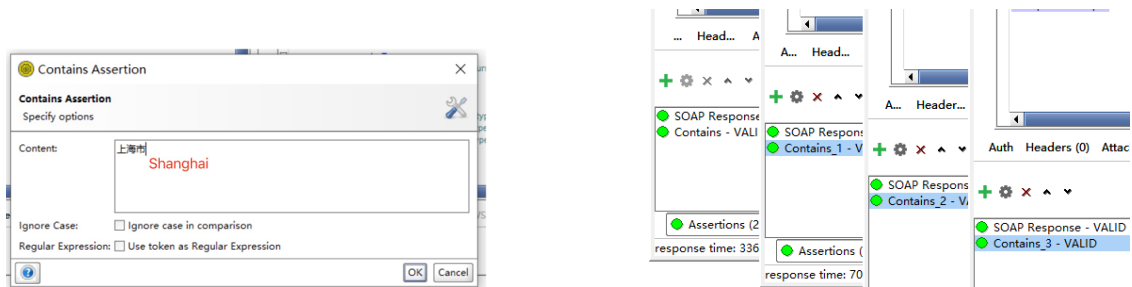 Contains Assertion
Contains Assertion
Specify options
Content:
上海市
Shanghai
Ignore Case:
Ignore case in comparison
Regular Expression:
Use token as Regular Expression
OK
Cancel
... Head... A
SOAP Response
Contains - VALI
Assertions (2
response time: 336
A... Head...
SOAP Respons
Contains_1 - V
Assertions (
response time: 70
A... Header...
SOAP Respons
Contains_2 - VA
Auth Headers (0) Attac
SOAP Response - VALID
Contains_3 - VALID